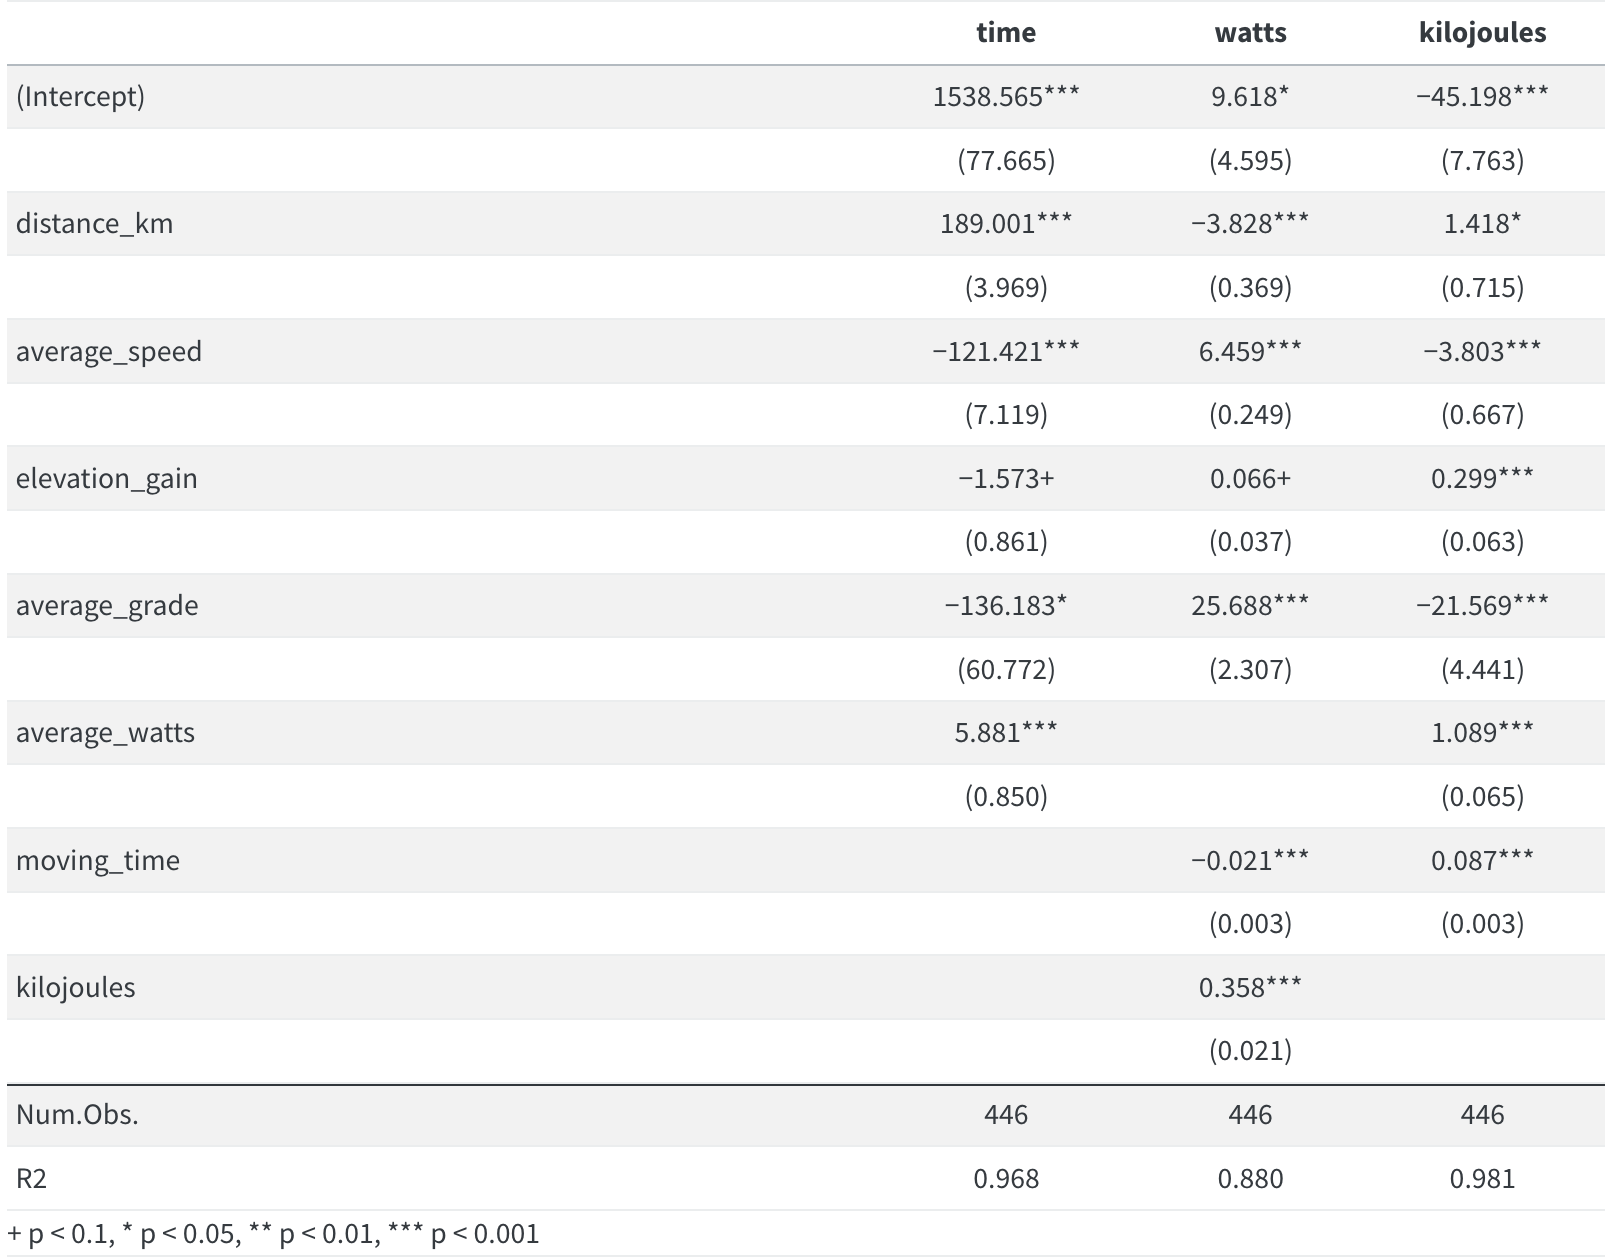 time watts kilojoules
(Intercept) 1538.565*** 9.618* −45.198***
(77.665) (4.595) (7.763)
distance_km 189.001*** −3.828*** 1.418*
(3.969) (0.369) (0.715)
average_speed −121.421*** 6.459*** −3.803***
(7.119) (0.249) (0.667)
elevation_gain −1.573+ 0.066+ 0.299***
(0.861) (0.037) (0.063)
average_grade −136.183* 25.688*** −21.569***
(60.772) (2.307) (4.441)
average_watts 5.881*** 1.089***
(0.850) (0.065)
moving_time −0.021*** 0.087***
(0.003) (0.003)
kilojoules 0.358***
(0.021)
Num.Obs. 446 446 446
R2 0.968 0.880 0.981
+ p < 0.1, * p < 0.05, ** p < 0.01, *** p < 0.001